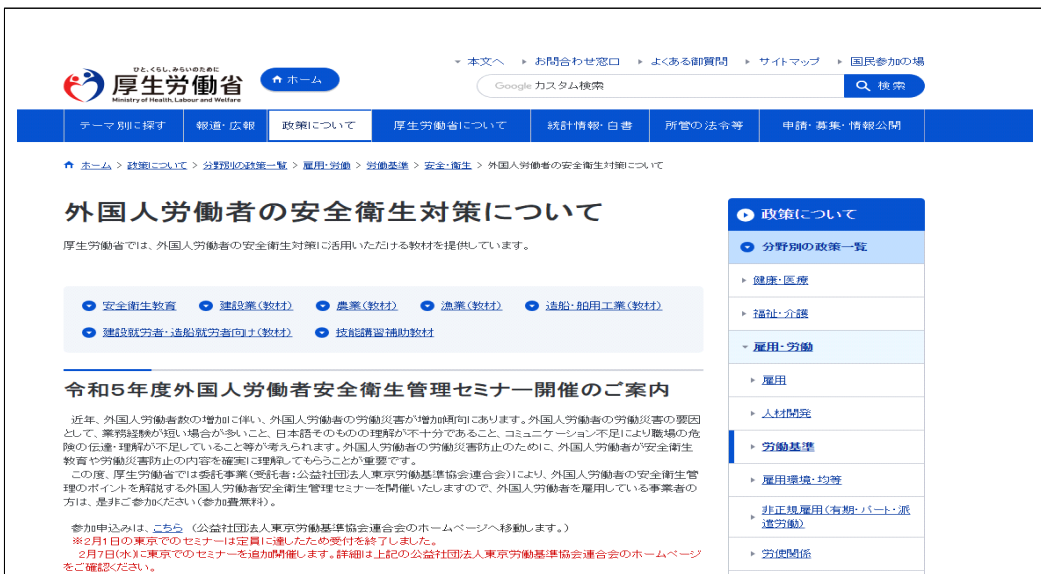 本文へ お問合わせ窓口 よくある御質問 サイトマップ 国民参加の場
ひと、くらし、みらいのために
厚生労働省
Ministry of Health, Labour and Welfare
ホーム
Google カスタム検索
検索
テーマ別に探す 報道・広報 政策について 厚生労働省について 統計情報・白書 所管の法令等 申請・募集・情報公開
ホーム > 政策について > 分野別の政策一覧 > 雇用・労働 > 労働基準 > 安全・衛生 > 外国人労働者の安全衛生対策について
外国人労働者の安全衛生対策について
厚生労働省では、外国人労働者の安全衛生対策に活用いただける教材を提供しています。
安全衛生教育 建設業(教材) 農業(教材) 漁業(教材) 造船・舶用工業(教材)
建設就労者・造船就労者向け(教材) 技能講習補助教材
令和5年度外国人労働者安全衛生管理セミナー開催のご案内
近年、外国人労働者数の増加に伴い、外国人労働者の労働災害が増加傾向にあります。外国人労働者の労働災害の要因
として、業務経験が短い場合が多いこと、日本語そのものの理解が不十分であること、コミュニケーション不足により職場の危
険の伝達・理解が不足していること等が考えられます。外国人労働者の労働災害防止のために、外国人労働者が安全衛生
教育や労働災害防止の内容を確実に理解してもらうことが重要です。
この度、厚生労働省では委託事業(受託者:公益社団法人東京労働基準協会連合会)により、外国人労働者の安全衛生管
理のポイントを解説する外国人労働者安全衛生管理セミナーを開催いたしますので、外国人労働者を雇用している事業者の
方は、是非ご参加ください(参加費無料)。
参加申込みは、こちら (公益社団法人東京労働基準協会連合会のホームページへ移動します。)
※2月1日の東京でのセミナーは定員に達したため受付を終了しました。
2月7日(水)に東京でのセミナーを追加開催します。詳細は上記の公益社団法人東京労働基準協会連合会のホームページ
をご確認ください。
政策について
分野別の政策一覧
健康・医療
福祉・介護
雇用・労働
雇用
人材開発
労働基準
雇用環境・均等
非正規雇用(有期・パート・派
遣労働)
労使関係